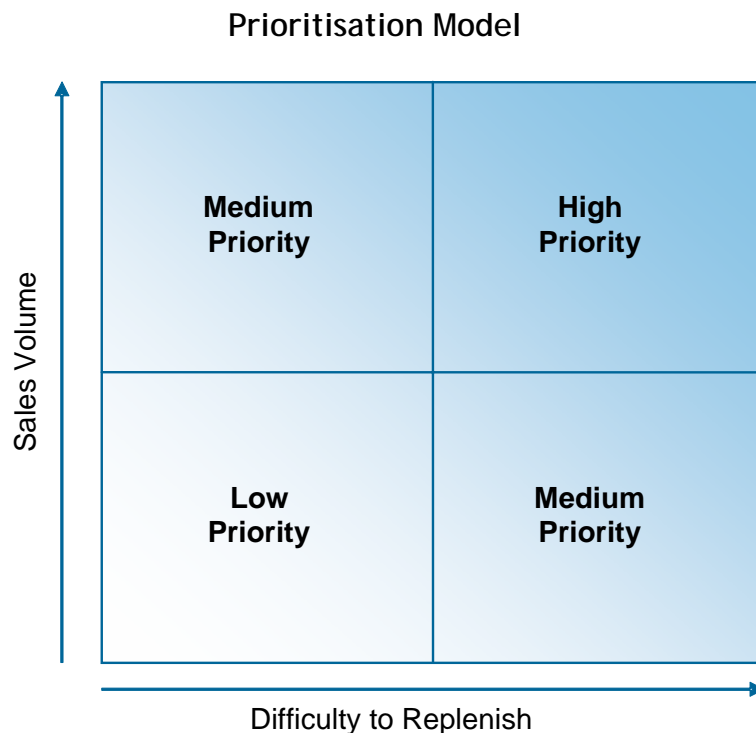 Prioritisation Model
Medium
Priority
High
Priority
Sales Volume
Low
Priority
Medium
Priority
Difficulty to Replenish